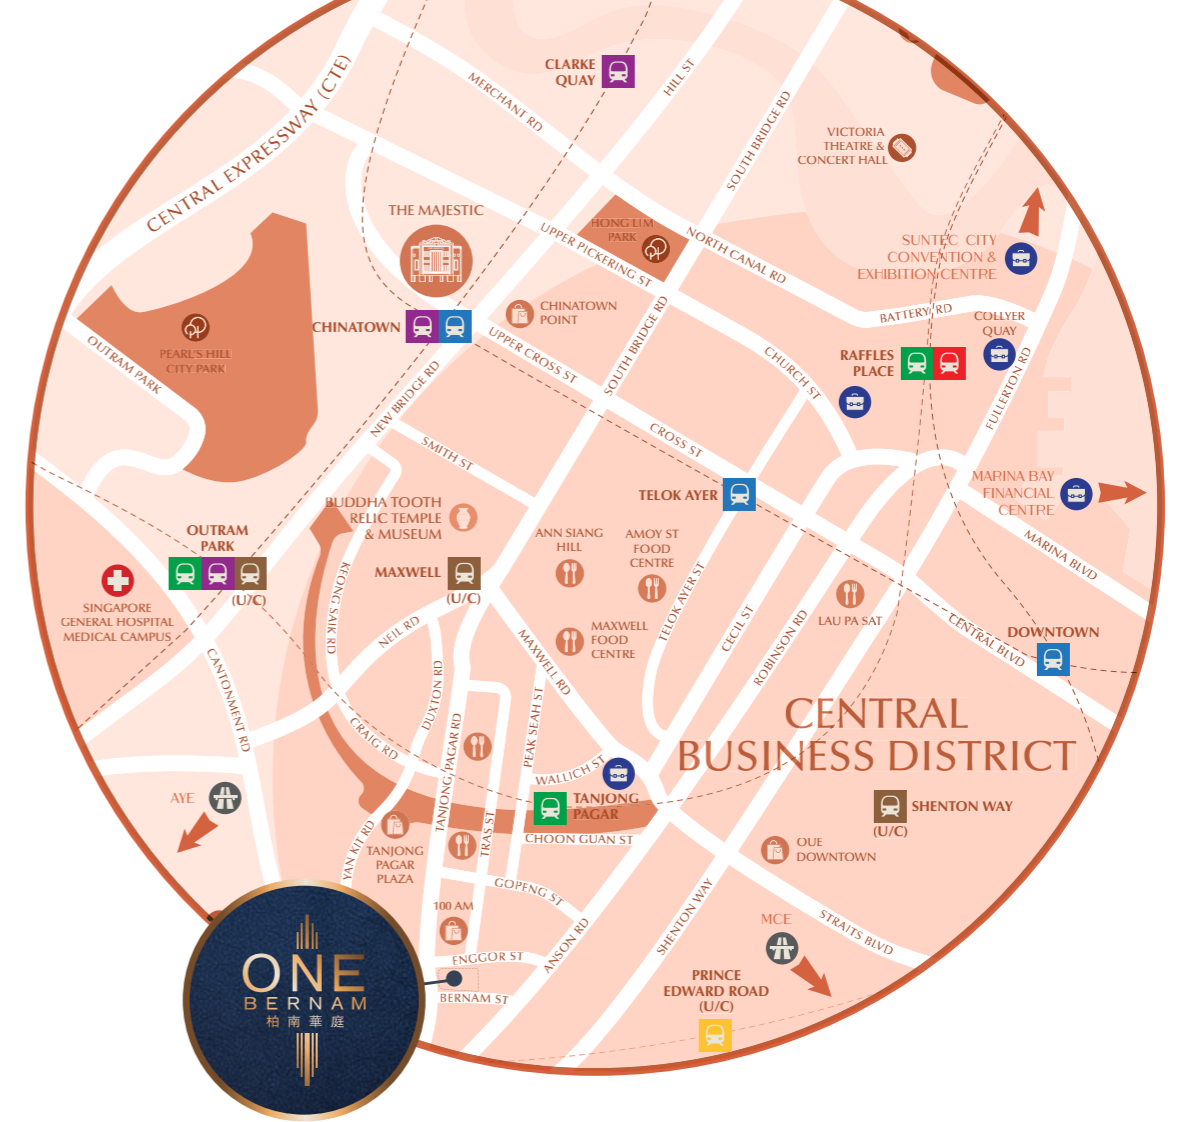 CLARKE
QUAY
HILL ST
MERCHANT RD
SOUTH BRIDGE RD
CENTRAL EXPRESSWAY (CTE)
VICTORIA
THEATRE &
CONCERT HALL
THE MAJESTIC
HONG LIM
PARK
UPPER PICKERING ST
NORTH CANAL RD
SUNTEC CITY
CONVENTION &
EXHIBITION CENTRE
CHINATOWN
POINT
CHINATOWN
BATTERY RD
COLLYER
QUAY
RAFFLES
PLACE
PEARL'S HILL
CITY PARK
OUTRAM PARK
UPPER CROSS ST
SOUTH BRIDGE RD
CHURCH ST
FULLERTON RD
NEW BRIDGE RD
SMITH ST
CROSS ST
TELOK AYER
MARINA BAY
FINANCIAL
CENTRE
BUDDHA TOOTH
RELIC TEMPLE
& MUSEUM
OUTRAM
PARK
(U/C)
ANN SIANG
HILL
AMOY ST
FOOD
CENTRE
MARINA BLVD
MAXWELL
(U/C)
KEONG SAIK RD
SINGAPORE
GENERAL HOSPITAL
MEDICAL CAMPUS
NEIL RD
MAXWELL
FOOD
CENTRE
TELOK AYER ST
CECIL ST
ROBINSON RD
LAU PA SAT
CENTRAL BLVD
DOWNTOWN
CANTONMENT RD
MAXWELL RD
DUXTON RD
CRAIG RD
TANJONG PAGAR RD
PEAK SEAH ST
CENTRAL
BUSINESS DISTRICT
WALLICH ST
TANJONG
PAGAR
AYE
SHENTON WAY
(U/C)
YAN KIT RD
TANJONG
PAGAR
PLAZA
TRAS ST
CHOON GUAN ST
OUE
DOWNTOWN
GOPENG ST
100 AM
SHENTON WAY
STRAITS BLVD
MCE
ANSON RD
ENGGOR ST
BERNAM ST
PRINCE
EDWARD ROAD
(U/C)
ONE
BERNAM
柏南華庭